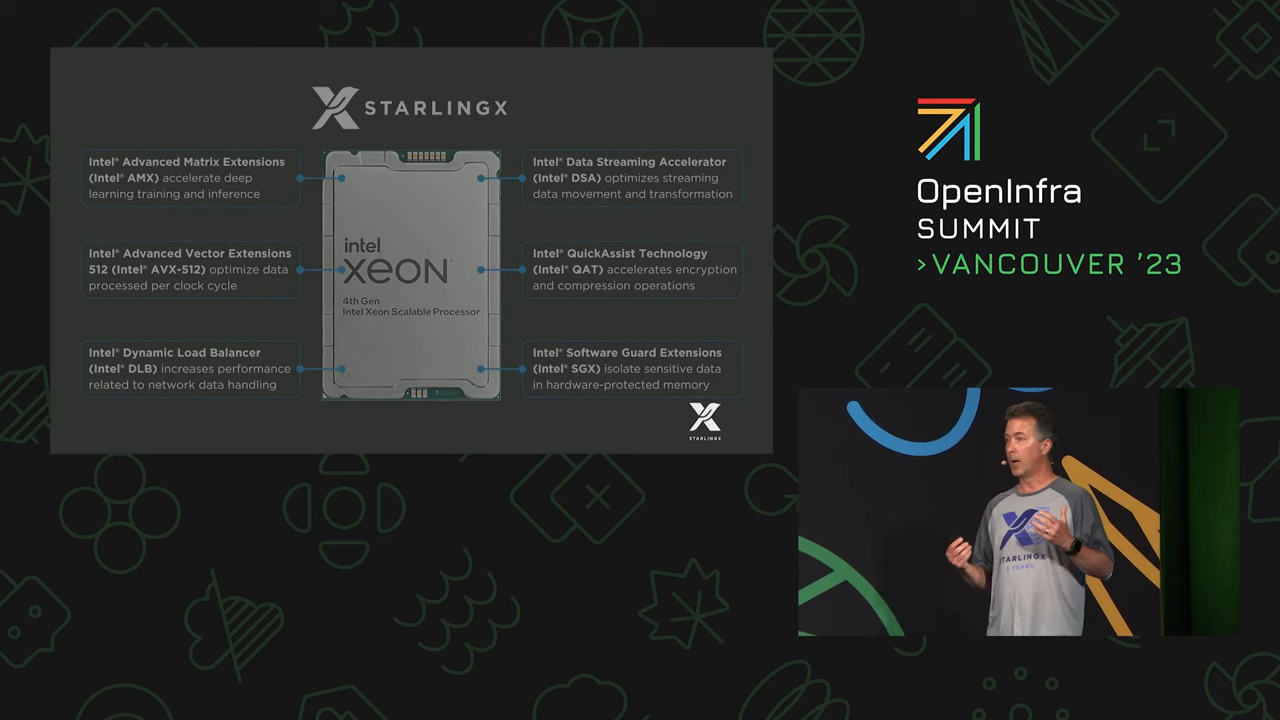 STARLINGX
Intel® Advanced Matrix Extensions
(Intel® AMX) accelerate deep
learning training and inference
Intel® Advanced Vector Extensions
512 (Intel® AVX-512) optimize data
processed per clock cycle
Intel® Dynamic Load Balancer
(Intel® DLB) increases performance
related to network data handling
intel
xeon
4th Gen
Intel Xeon Scalable Processor
Intel® Data Streaming Accelerator
(Intel® DSA) optimizes streaming
data movement and transformation
Intel® QuickAssist Technology
(Intel® QAT) accelerates encryption
and compression operations
Intel® Software Guard Extensions
(Intel® SGX) isolate sensitive data
in hardware-protected memory
STARLINGX
OpenInfra
SUMMIT
>VANCOUVER '23
STARLINGX
YEARS